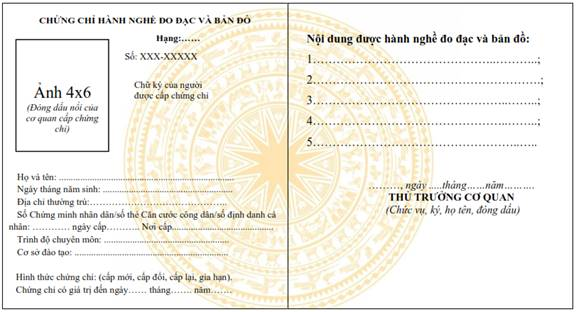 CHỨNG CHỈ HÀNH NGHỀ ĐO ĐẠC VÀ BẢN ĐỒ
Hạng:……
Số: XXX-XXXXX
Ảnh 4x6
(Đóng dấu nổi của
cơ quan cấp chứng
chỉ)
Chữ ký của người
được cấp chứng chỉ
Họ và tên: ……………………………………………
Ngày tháng năm sinh: ………………………………
Địa chỉ thường trú:……………………………………
Số Chứng minh nhân dân/số thẻ Căn cước công dân/số định danh cá
nhân: ………… ngày cấp……… Nơi cấp………………………
Trình độ chuyên môn: ………………………………
Cơ sở đào tạo: ………………………………………
Hình thức chứng chỉ: (cấp mới, cấp đổi, cấp lại, gia hạn).
Chứng chỉ có giá trị đến ngày…… tháng……. năm…….
Nội dung được hành nghề đo đạc và bản đồ:
1………………………………………;
2………………………………………;
3………………………………………;
4………………………………………;
5………………………………………
………, ngày …..tháng……năm………
THỦ TRƯỞNG CƠ QUAN
(Chức vụ, ký, họ tên, đóng dấu)